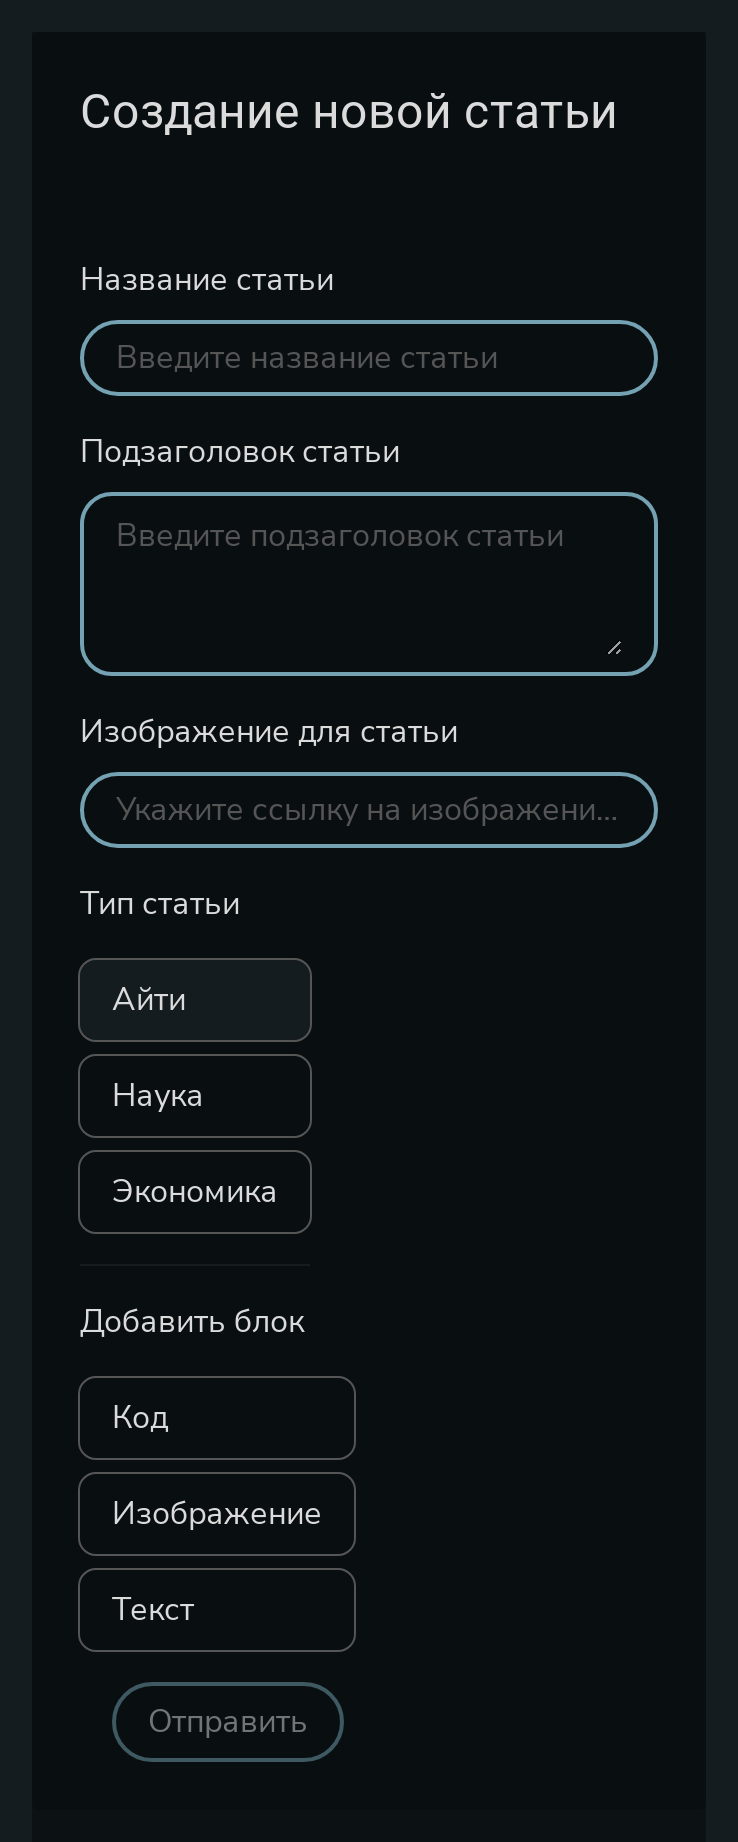 Создание новой статьи
Название статьи
Введите название статьи
Подзаголовок статьи
Введите подзаголовок статьи
Изображение для статьи
Укажите ссылку на изображени...
Тип статьи
Айти
Наука
Экономика
Добавить блок
Код
Изображение
Текст
Отправить